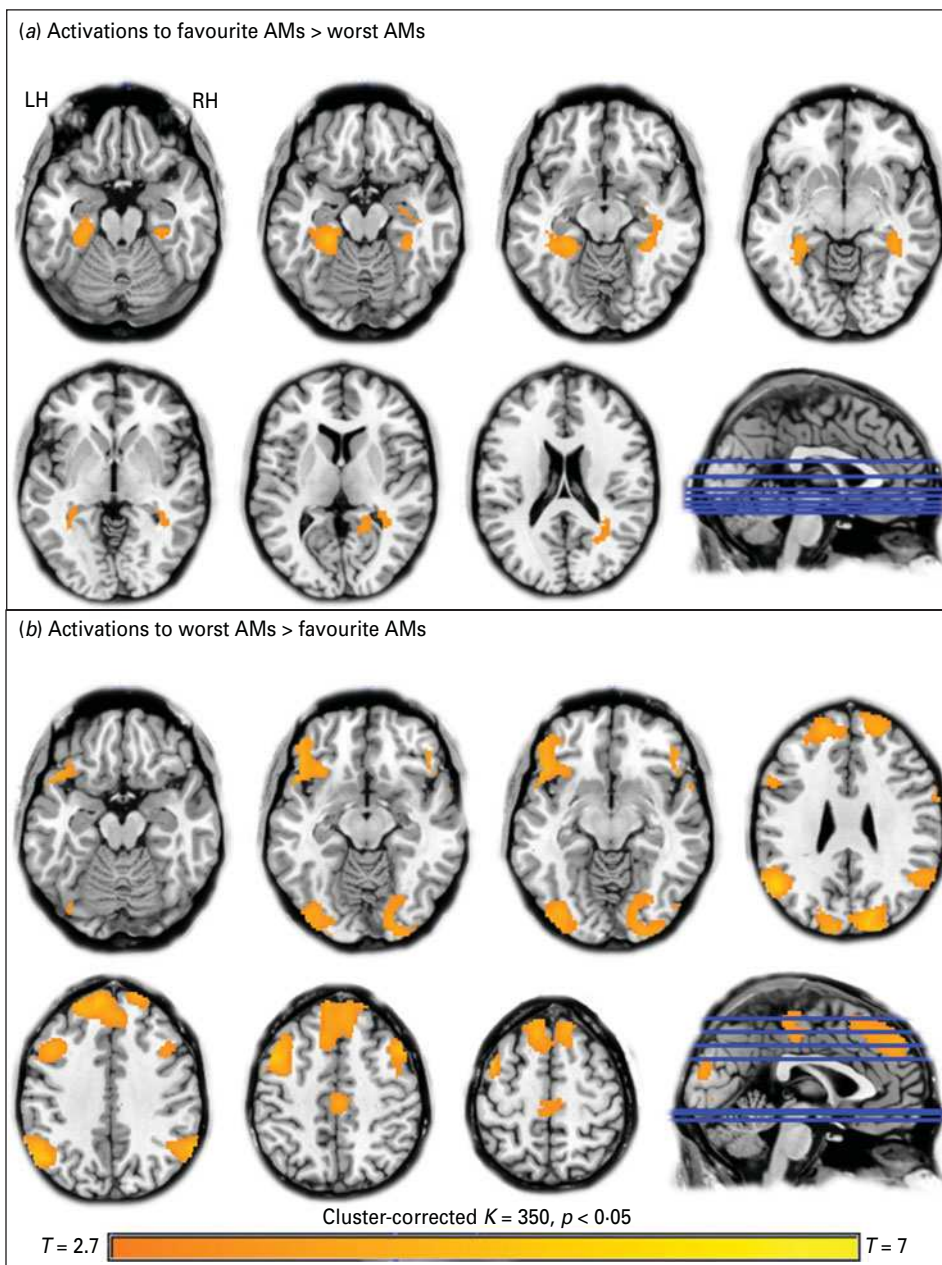 (a) Activations to favourite AMs > worst AMs
LH RH
(b) Activations to worst AMs > favourite AMs
Cluster-corrected K = 350, p < 0·05
T = 2.7 T = 7